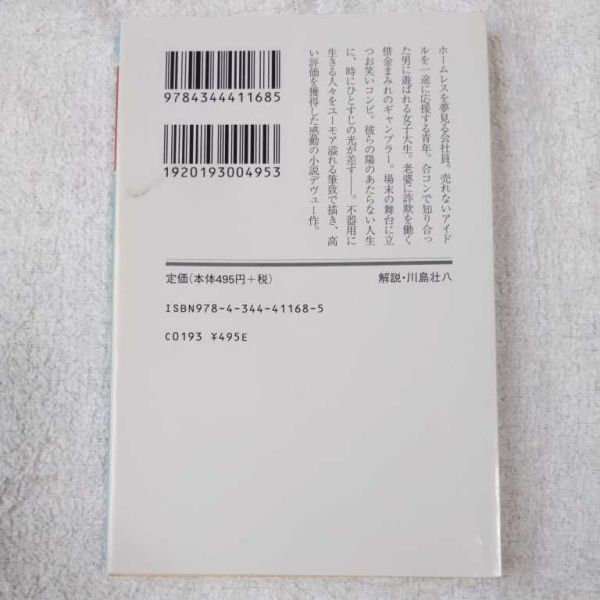 9784344411685
1920193004953
ホームレスを夢見る会社員。売れないアイド
ルを一途に応援する青年。合コンで知り合っ
た男に遊ばれる女子大生。老婆に詐欺を働く
借金まみれのギャンブラー。場末の舞台に立
つお笑いコンビ。彼らの陽のあたらない人生
に、時にひとすじの光が差す――。不器用に
生きる人々をユーモア溢れる筆致で描き、高
い評価を獲得した感動の小説デヴュー作。
定価(本体495円+税)
解説・川島壮八
ISBN978-4-344-41168-5
C0193 ¥495E